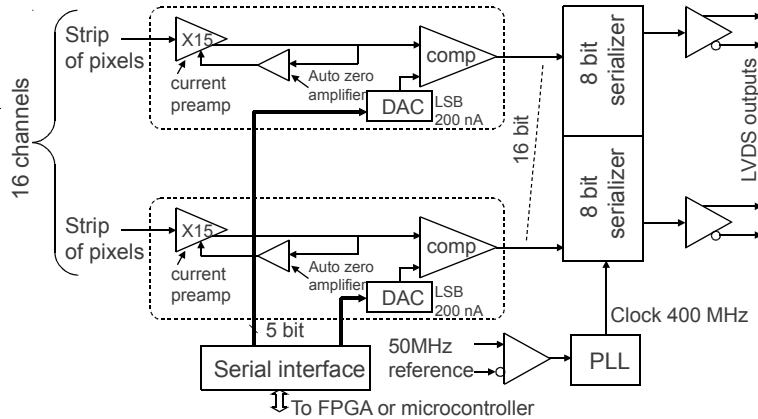 16 channels
Strip
of pixels
X15
current
preamp
Auto zero
amplifier
comp
DAC
LSB
200 nA
16 bit
8 bit
serializer
LVDS outputs
Strip
of pixels
X15
current
preamp
Auto zero
amplifier
comp
DAC
LSB
200 nA
8 bit
serializer
5 bit
Serial interface
To FPGA or microcontroller
50MHz
reference
PLL
Clock 400 MHz